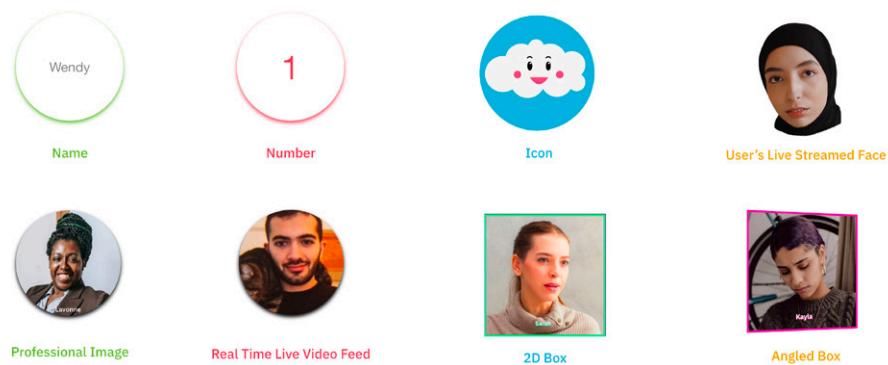 Wendy
1
Name
Number
Icon
User's Live Streamed Face
Lavonne
Sarah
Kayla
Professional Image
Real Time Live Video Feed
2D Box
Angled Box